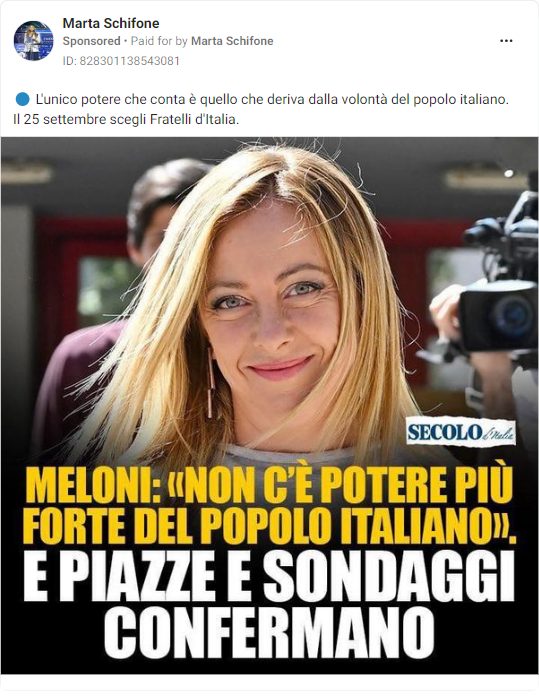 Marta Schifone
Sponsored • Paid for by Marta Schifone
ID: 828301138543081
🔵 L'unico potere che conta è quello che deriva dalla volontà del popolo italiano.
Il 25 settembre scegli Fratelli d'Italia.
SECOLO d'Italia
MELONI: «NON C'È POTERE PIÙ
FORTE DEL POPOLO ITALIANO».
E PIAZZE E SONDAGGI
CONFERMANO